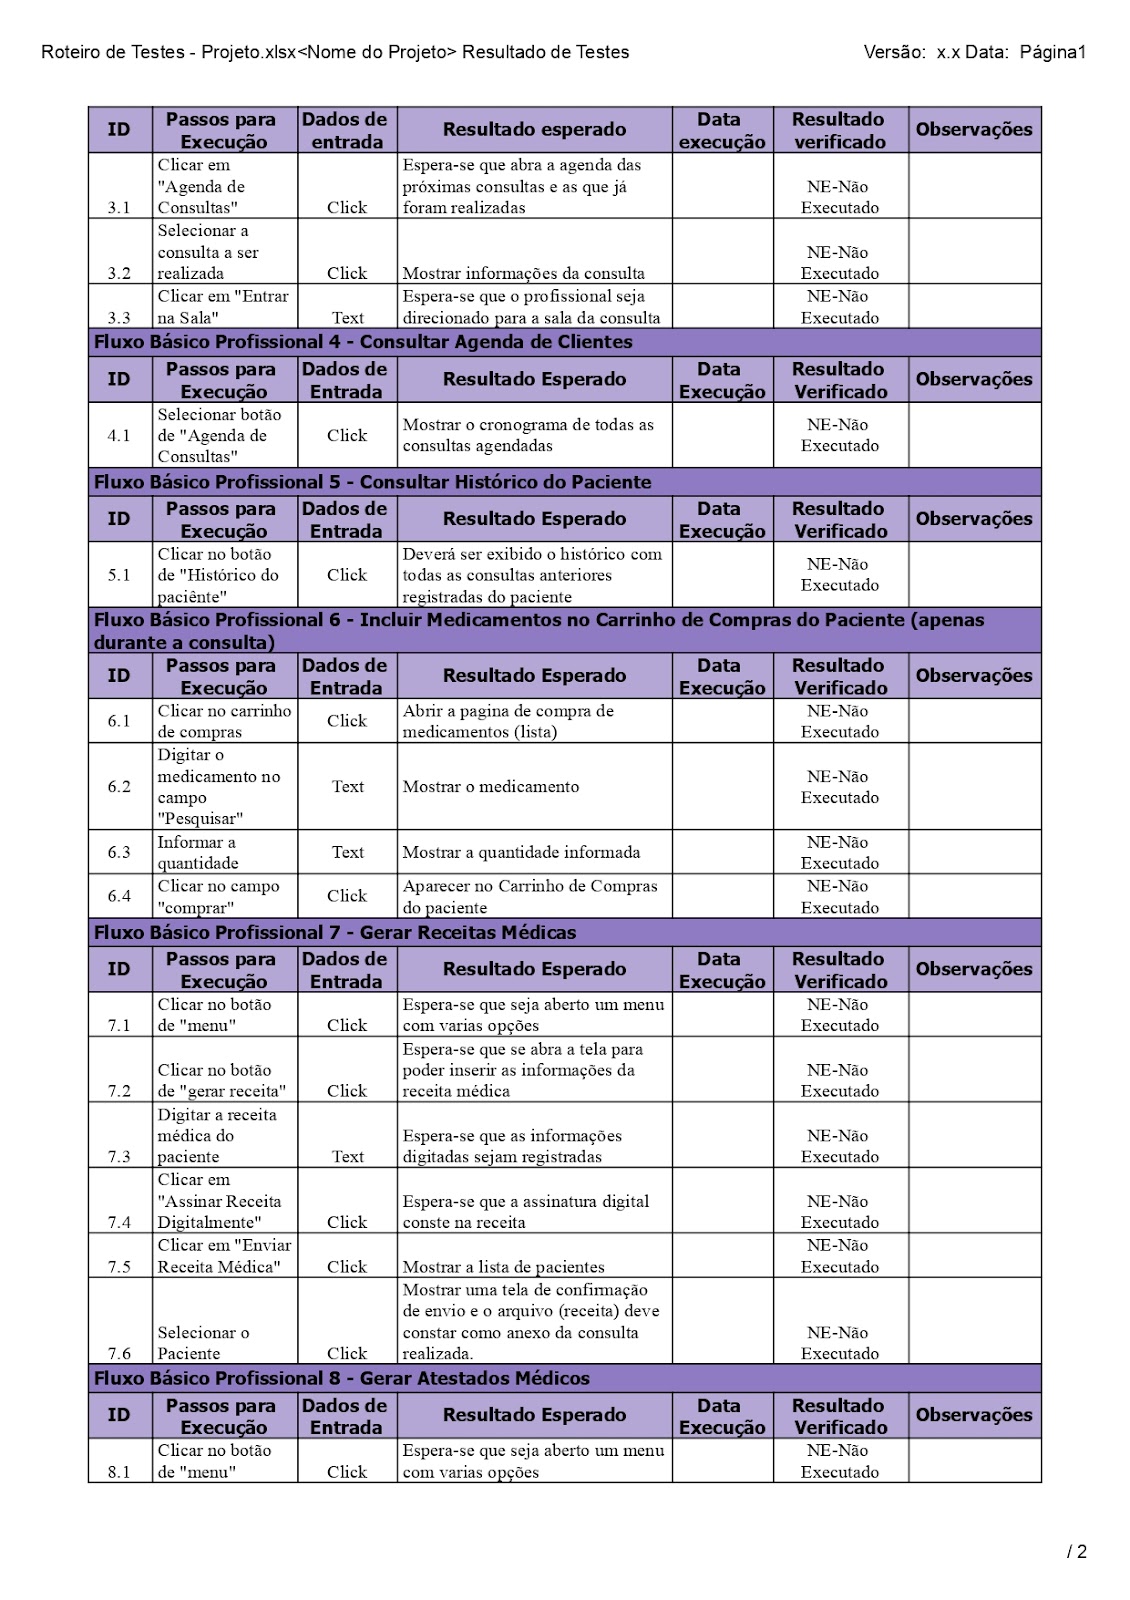 Roteiro de Testes - Projeto.xlsx<Nome do Projeto> Resultado de Testes Versão: x.x Data: Página1
ID Passos para Execução Dados de entrada Resultado esperado Data execução Resultado verificado Observações
3.1 Clicar em "Agenda de Consultas" Click Espera-se que abra a agenda das próximas consultas e as que já foram realizadas NE-Não Executado
3.2 Selecionar a consulta a ser realizada Click Mostrar informações da consulta NE-Não Executado
3.3 Clicar em "Entrar na Sala" Text Espera-se que o profissional seja direcionado para a sala da consulta NE-Não Executado
Fluxo Básico Profissional 4 - Consultar Agenda de Clientes
ID Passos para Execução Dados de Entrada Resultado Esperado Data Execução Resultado Verificado Observações
4.1 Selecionar botão de "Agenda de Consultas" Click Mostrar o cronograma de todas as consultas agendadas NE-Não Executado
Fluxo Básico Profissional 5 - Consultar Histórico do Paciente
ID Passos para Execução Dados de Entrada Resultado Esperado Data Execução Resultado Verificado Observações
5.1 Clicar no botão de "Histórico do paciênte" Click Deverá ser exibido o histórico com todas as consultas anteriores registradas do paciente NE-Não Executado
Fluxo Básico Profissional 6 - Incluir Medicamentos no Carrinho de Compras do Paciente (apenas durante a consulta)
ID Passos para Execução Dados de Entrada Resultado Esperado Data Execução Resultado Verificado Observações
6.1 Clicar no carrinho de compras Click Abrir a pagina de compra de medicamentos (lista) NE-Não Executado
6.2 Digitar o medicamento no campo "Pesquisar" Text Mostrar o medicamento NE-Não Executado
6.3 Informar a quantidade Text Mostrar a quantidade informada NE-Não Executado
6.4 Clicar no campo "comprar" Click Aparecer no Carrinho de Compras do paciente NE-Não Executado
Fluxo Básico Profissional 7 - Gerar Receitas Médicas
ID Passos para Execução Dados de Entrada Resultado Esperado Data Execução Resultado Verificado Observações
7.1 Clicar no botão de "menu" Click Espera-se que seja aberto um menu com varias opções NE-Não Executado
7.2 Clicar no botão de "gerar receita" Click Espera-se que se abra a tela para poder inserir as informações da receita médica NE-Não Executado
7.3 Digitar a receita médica do paciente Text Espera-se que as informações digitadas sejam registradas NE-Não Executado
7.4 Clicar em "Assinar Receita Digitalmente" Click Espera-se que a assinatura digital conste na receita NE-Não Executado
7.5 Clicar em "Enviar Receita Médica" Click Mostrar a lista de pacientes NE-Não Executado
7.6 Selecionar o Paciente Click Mostrar uma tela de confirmação de envio e o arquivo (receita) deve constar como anexo da consulta realizada. NE-Não Executado
Fluxo Básico Profissional 8 - Gerar Atestados Médicos
ID Passos para Execução Dados de Entrada Resultado Esperado Data Execução Resultado Verificado Observações
8.1 Clicar no botão de "menu" Click Espera-se que seja aberto um menu com varias opções NE-Não Executado
/ 2